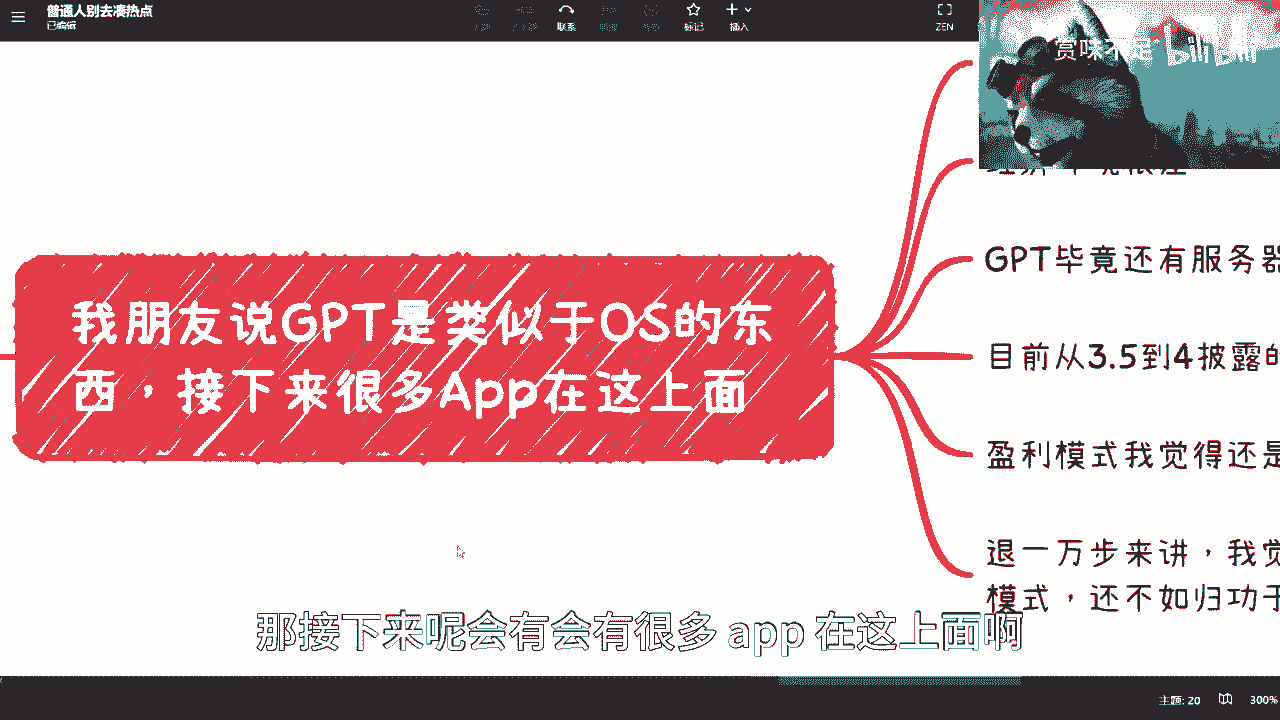 普通人别去凑热点
已编辑
联系
标记
插入
ZEN
赏味不足 bilibili
GPT毕竟还有服务器
我朋友说GPT是类似于OS的东
西，接下来很多App在这上面
目前从3.5到4披露的
盈利模式我觉得还是
退一万步来讲，我觉
模式，还不如归功于
那接下来呢会有会有很多 app 在这上面啊
主题: 20
300%